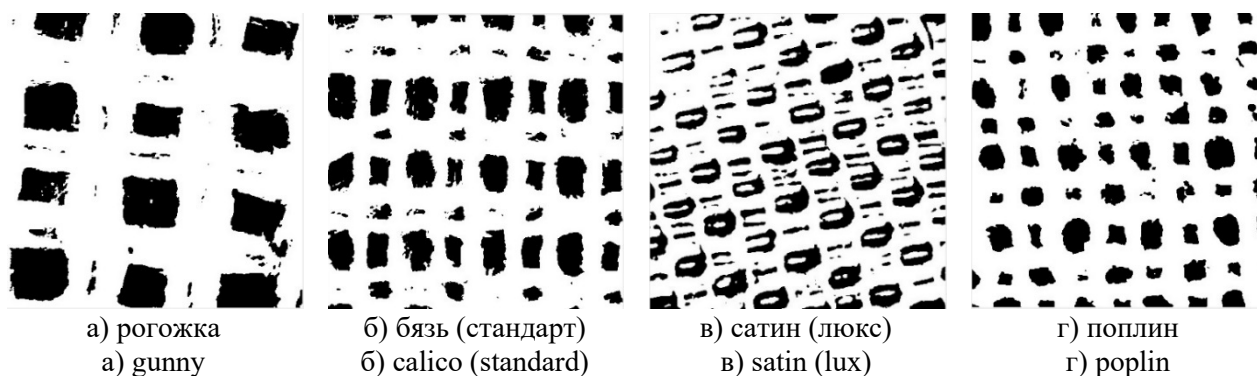 а) рогожка
а) gunny
б) бязь (стандарт)
б) calico (standard)
в) сатин (люкс)
в) satin (lux)
г) поплин
г) poplin